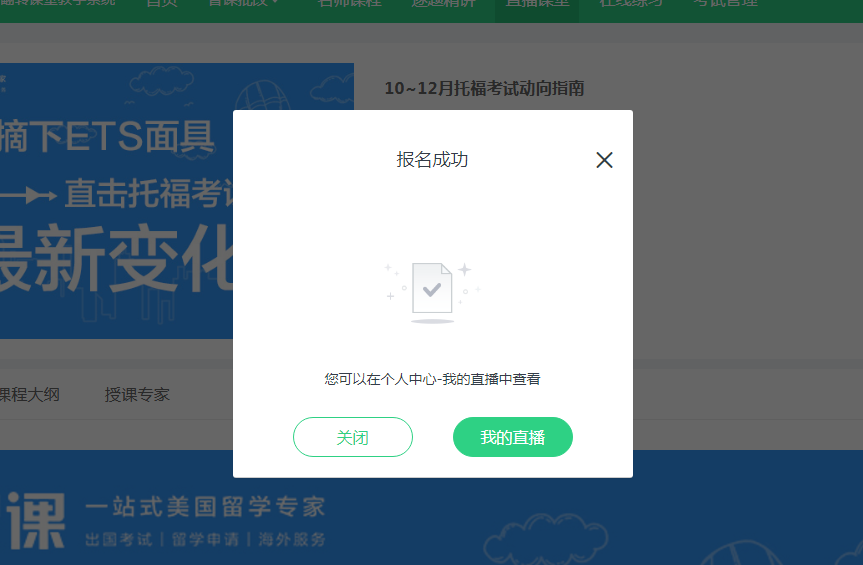 首页
名师课程
直播课堂
在线练习
考试管理
10~12月托福考试动向指南
摘下ETS面具
直击托福考试
最新变化
报名成功
您可以在个人中心-我的直播中查看
关闭
我的直播
课程大纲
授课专家
课
一站式美国留学专家
出国考试 | 留学申请 | 海外服务